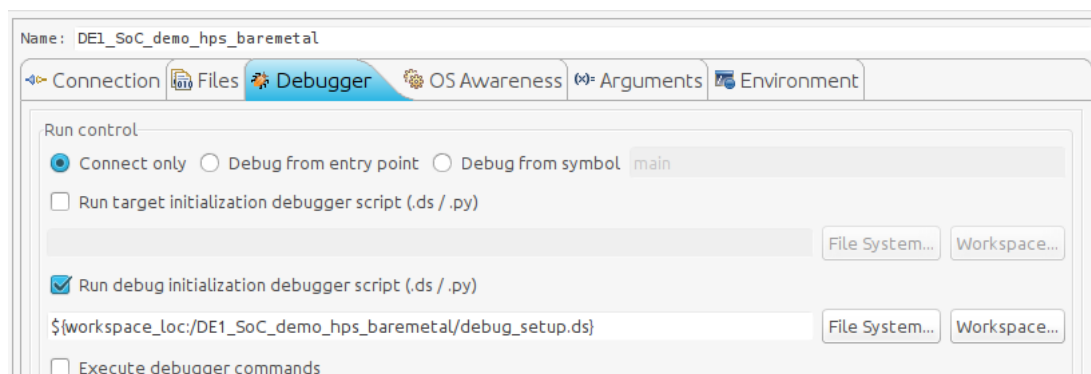 Name: DE1_SoC_demo_hps_baremetal
Connection Files Debugger OS Awareness (x)= Arguments Environment
Run control
Connect only Debug from entry point Debug from symbol main
Run target initialization debugger script (.ds / .py)
File System... Workspace...
Run debug initialization debugger script (.ds / .py)
${workspace_loc:/DE1_SoC_demo_hps_baremetal/debug_setup.ds} File System... Workspace...
Execute debugger commands